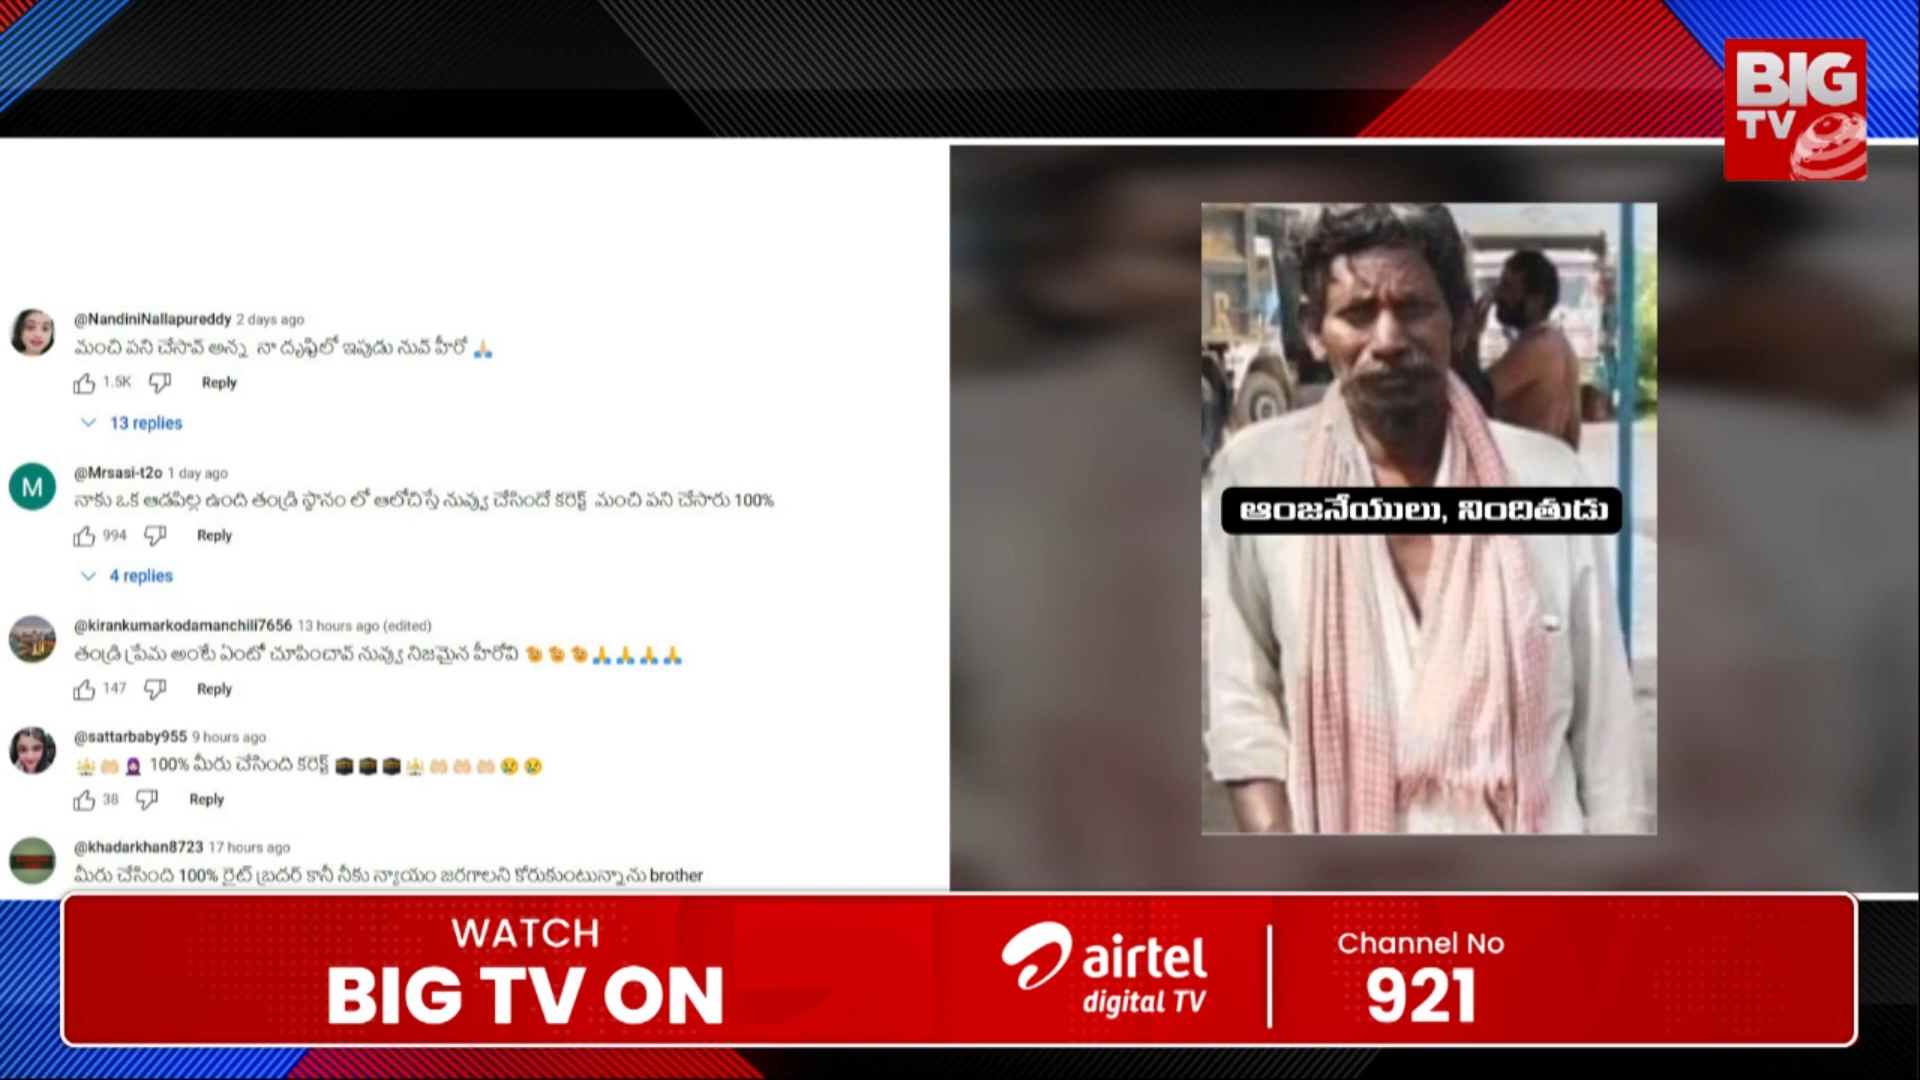 BIG
TV
@NandiniNallapureddy 2 days ago
మంచి పని చేసావ్ అన్న నా దృష్టిలో ఇపుడు నువ్ హీరో 🙏
1.5K Reply
13 replies
M
@Mrsasi-t2o 1 day ago
నాకు ఒక ఆడపిల్ల ఉంది తండ్రి స్థానం లో ఆలోచిస్తే నువ్వు చేసిందే కరెక్ట్ మంచి పని చేసారు 100%
994 Reply
4 replies
@kirankumarkodamanchili7656 13 hours ago (edited)
తండ్రి ప్రేమ అంటే ఏంటో చూపించావ్ నువ్వు నిజమైన హీరోవి 🫡🫡🫡🙏🙏🙏🙏
147 Reply
@sattarbaby955 9 hours ago
🕌🤲🏻🧕 100% మీరు చేసింది కరెక్ట్ 🕋🕋🕋🕌🤲🏻🤲🏻🤲🏻😢😢
38 Reply
@khadarkhan8723 17 hours ago
మీరు చేసింది 100% రైట్ బ్రదర్ కానీ నీకు న్యాయం జరగాలని కోరుకుంటున్నాను brother
ఆంజనేయులు, నిందితుడు
WATCH
BIG TV ON
airtel
digital TV
Channel No
921